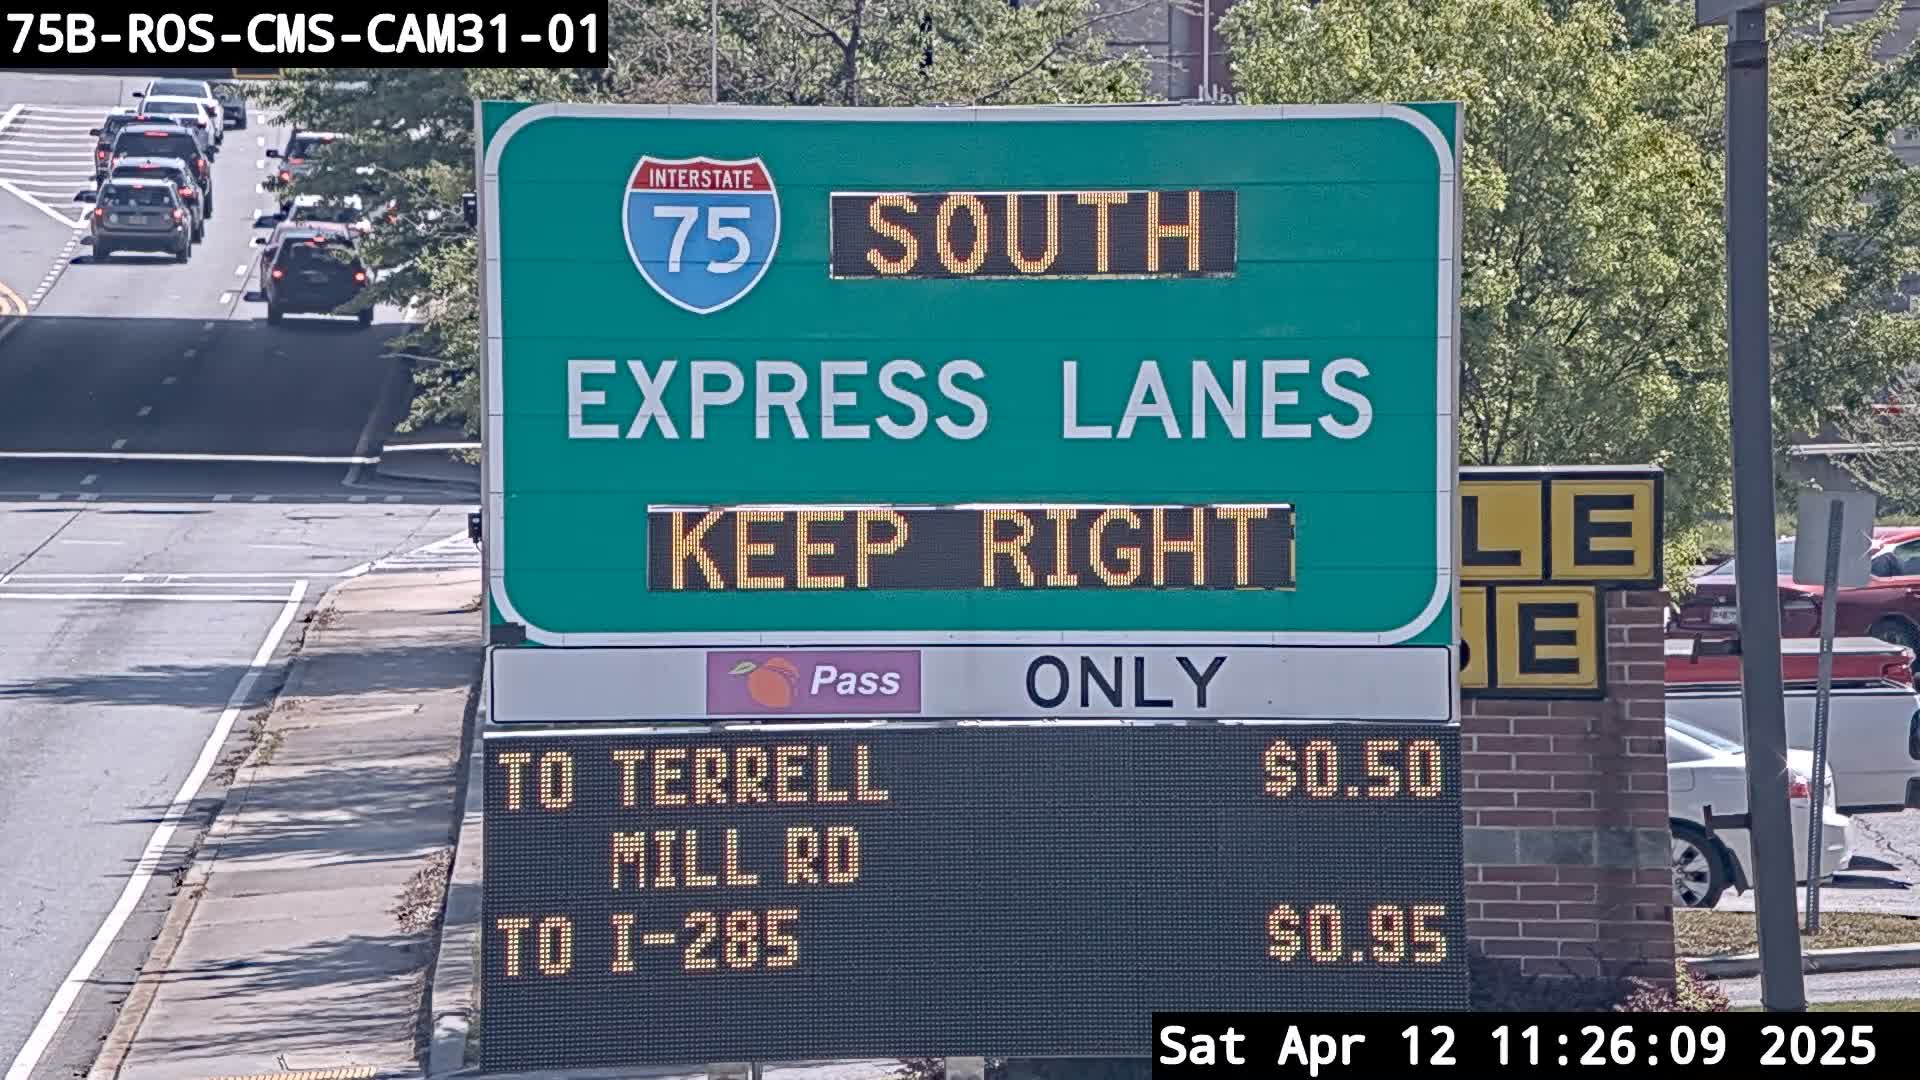 75B-ROS-CMS-CAM31-01
INTERSTATE
75
SOUTH
EXPRESS LANES
KEEP RIGHT
Pass ONLY
TO TERRELL $0.50
MILL RD
TO I-285 $0.95
LE
E
Sat Apr 12 11:26:09 2025